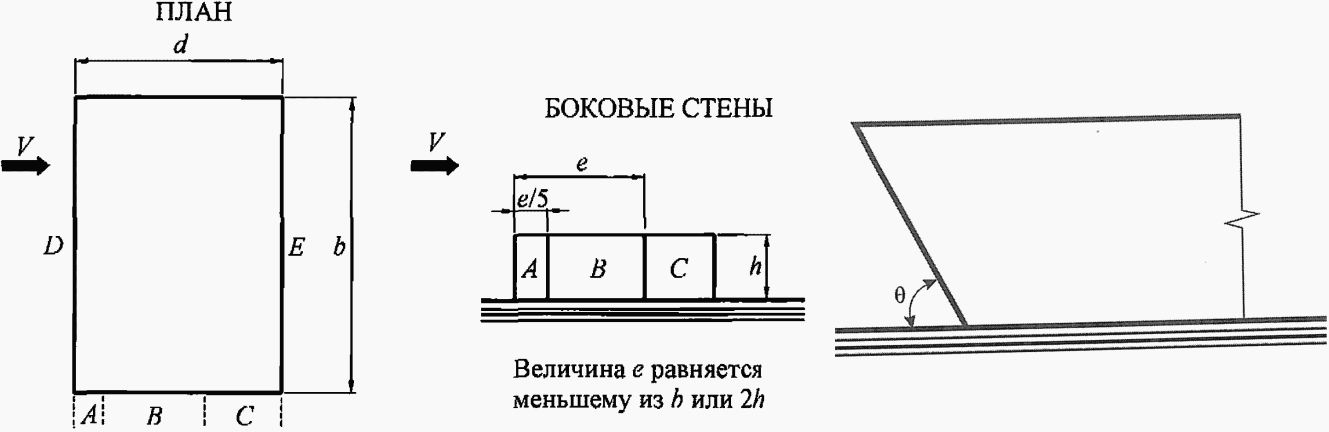 ПЛАН
d
V
D
E
b
A
B
C
БОКОВЫЕ СТЕНЫ
V
e
e/5
A
B
C
h
Величина e равняется
меньшему из b или 2h
θ